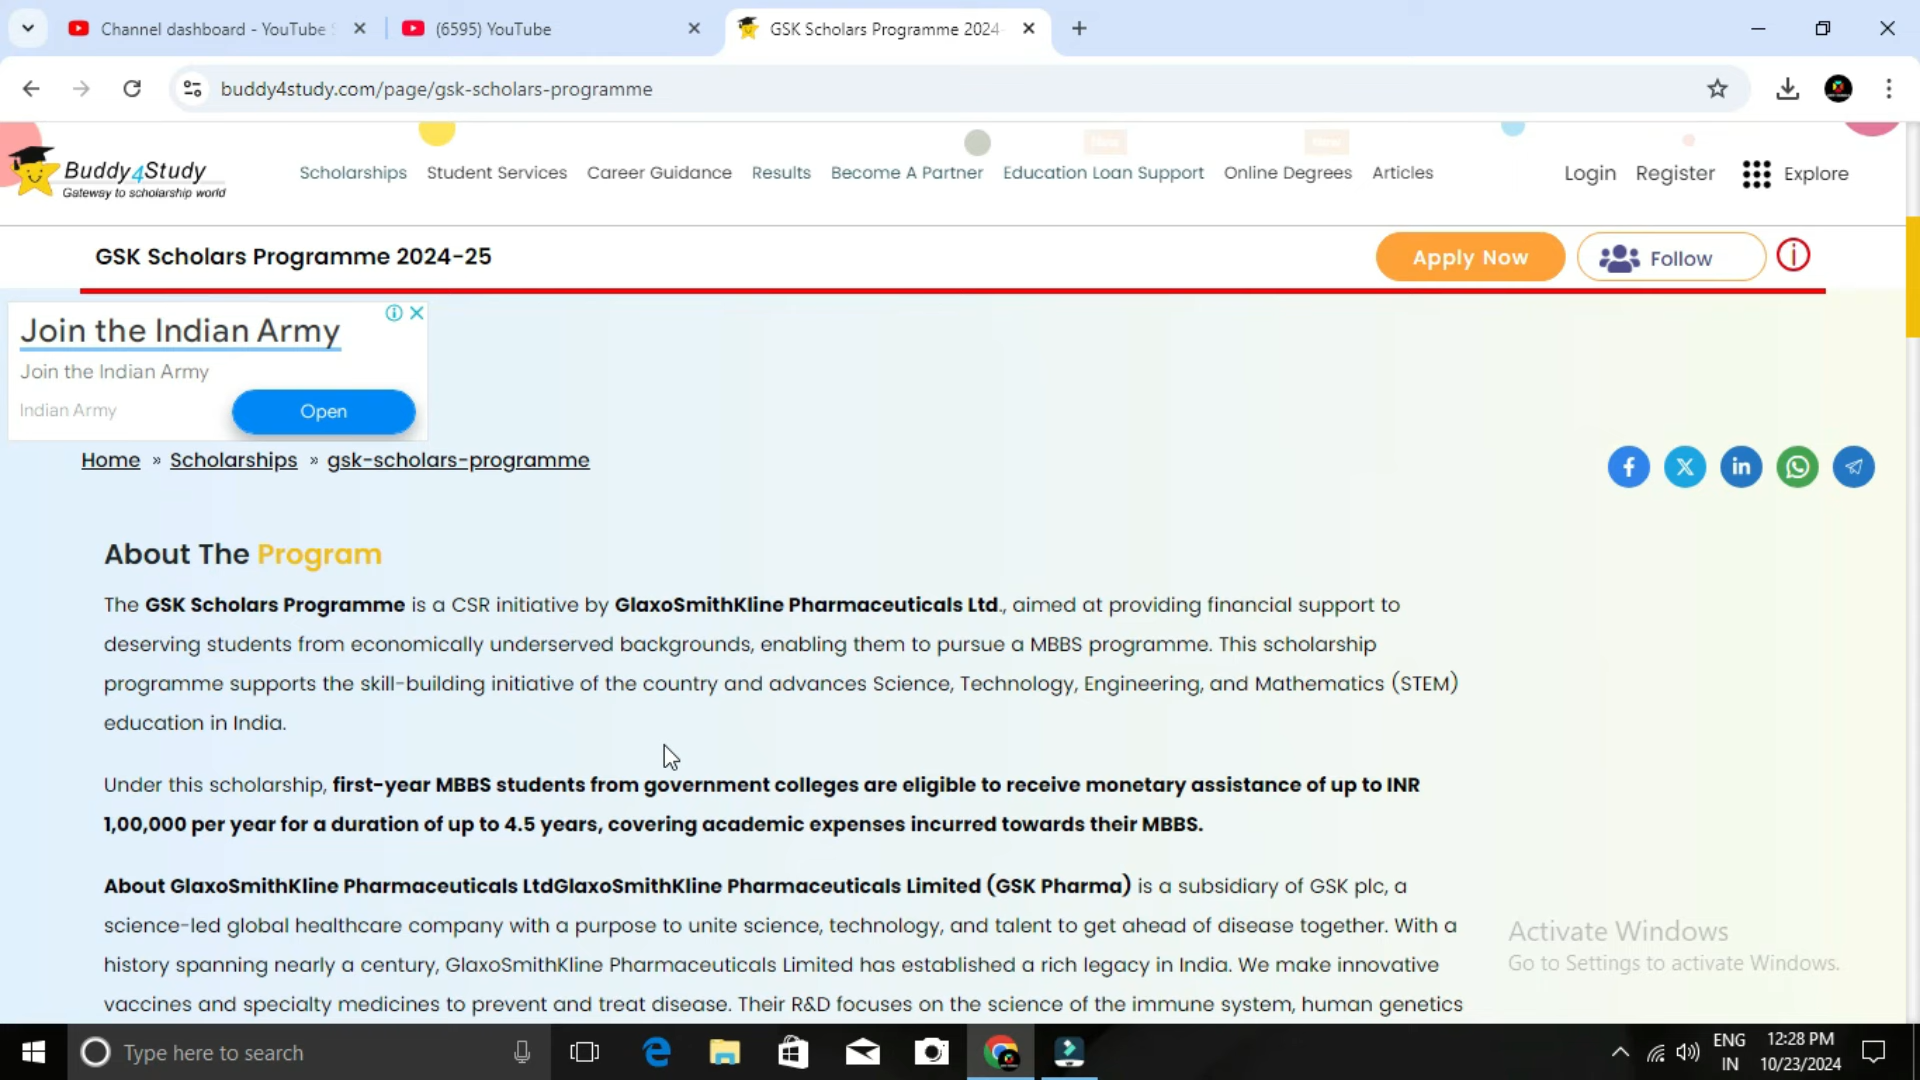 Channel dashboard - YouTube
(6595) YouTube
GSK Scholars Programme 2024-
buddy4study.com/page/gsk-scholars-programme
Buddy4Study
Gateway to scholarship world
Scholarships
Student Services
Career Guidance
Results
Become A Partner
Education Loan Support
Online Degrees
Articles
Login
Register
Explore
GSK Scholars Programme 2024-25
Apply Now
Follow
Join the Indian Army
Join the Indian Army
Indian Army
Open
Home » Scholarships » gsk-scholars-programme
About The Program
The GSK Scholars Programme is a CSR initiative by GlaxoSmithKline Pharmaceuticals Ltd., aimed at providing financial support to
deserving students from economically underserved backgrounds, enabling them to pursue a MBBS programme. This scholarship
programme supports the skill-building initiative of the country and advances Science, Technology, Engineering, and Mathematics (STEM)
education in India.
Under this scholarship, first-year MBBS students from government colleges are eligible to receive monetary assistance of up to INR
1,00,000 per year for a duration of up to 4.5 years, covering academic expenses incurred towards their MBBS.
About GlaxoSmithKline Pharmaceuticals LtdGlaxoSmithKline Pharmaceuticals Limited (GSK Pharma) is a subsidiary of GSK plc, a
science-led global healthcare company with a purpose to unite science, technology, and talent to get ahead of disease together. With a
history spanning nearly a century, GlaxoSmithKline Pharmaceuticals Limited has established a rich legacy in India. We make innovative
vaccines and specialty medicines to prevent and treat disease. Their R&D focuses on the science of the immune system, human genetics
Activate Windows
Go to Settings to activate Windows.
Type here to search
ENG
IN
12:28 PM
10/23/2024